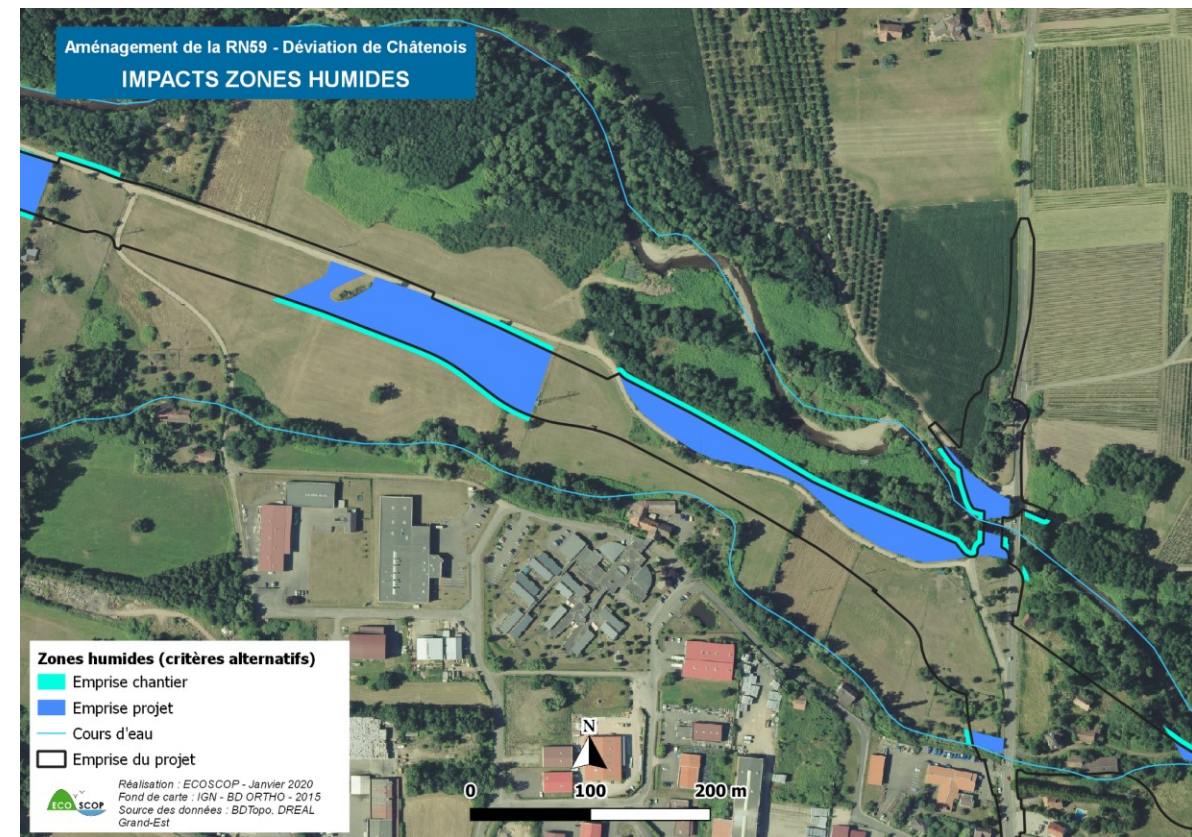 Aménagement de la RN59 - Déviation de Châtenois
IMPACTS ZONES HUMIDES
Zones humides (critères alternatifs)
Emprise chantier
Emprise projet
Cours d'eau
Emprise du projet
ECO SCOP
Réalisation : ECOSCOP - Janvier 2020
Fond de carte : IGN - BD ORTHO - 2015
Source des données : BDTopo, DREAL
Grand-Est
N
0 100 200 m